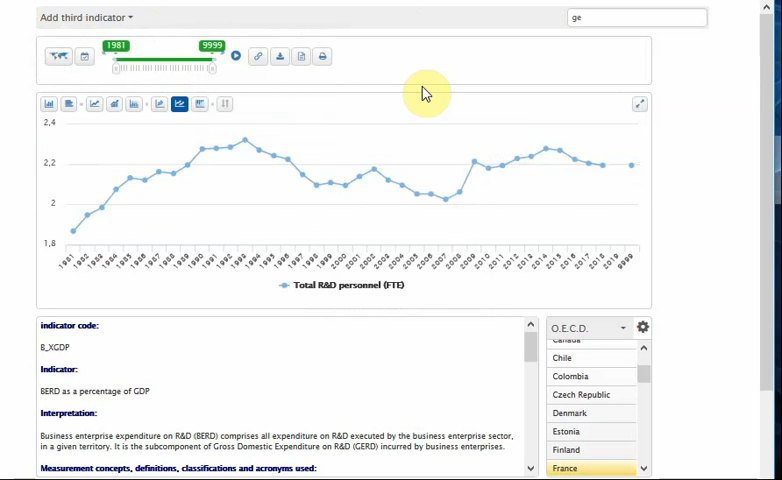 Add third indicator
ge
1981
9999
2,4
2,2
2
1,8
1981 1982 1983 1984 1985 1986 1987 1988 1989 1990 1991 1992 1993 1994 1995 1996 1997 1998 1999 2000 2001 2002 2003 2004 2005 2006 2007 2008 2009 2010 2011 2012 2013 2014 2015 2016 2017 2018 2019 9999
Total R&D personnel (FTE)
indicator code:
B_XGDP
Indicator:
BERD as a percentage of GDP
Interpretation:
Business enterprise expenditure on R&D (BERD) comprises all expenditure on R&D executed by the business enterprise sector,
in a given territory. It is the subcomponent of Gross Domestic Expenditure on R&D (GERD) incurred by business enterprises.
Measurement concepts, definitions, classifications and acronyms used:
O.E.C.D.
Canada
Chile
Colombia
Czech Republic
Denmark
Estonia
Finland
France